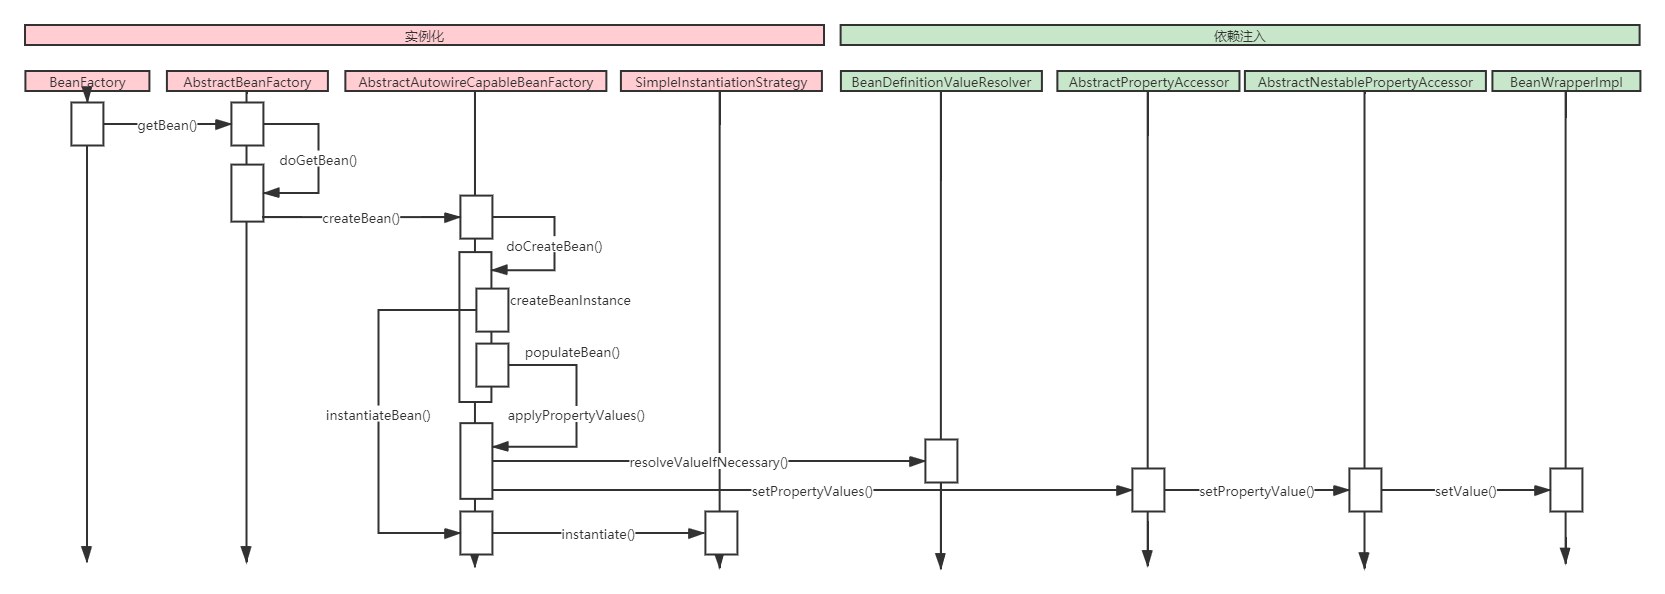 实例化
依赖注入
BeanFactory
AbstractBeanFactory
AbstractAutowireCapableBeanFactory
SimpleInstantiationStrategy
BeanDefinitionValueResolver
AbstractPropertyAccessor
AbstractNestablePropertyAccessor
BeanWrapperImpl
getBean()
doGetBean()
createBean()
doCreateBean()
createBeanInstance
populateBean()
instantiateBean()
applyPropertyValues()
resolveValueIfNecessary()
setPropertyValues()
setPropertyValue()
setValue()
instantiate()